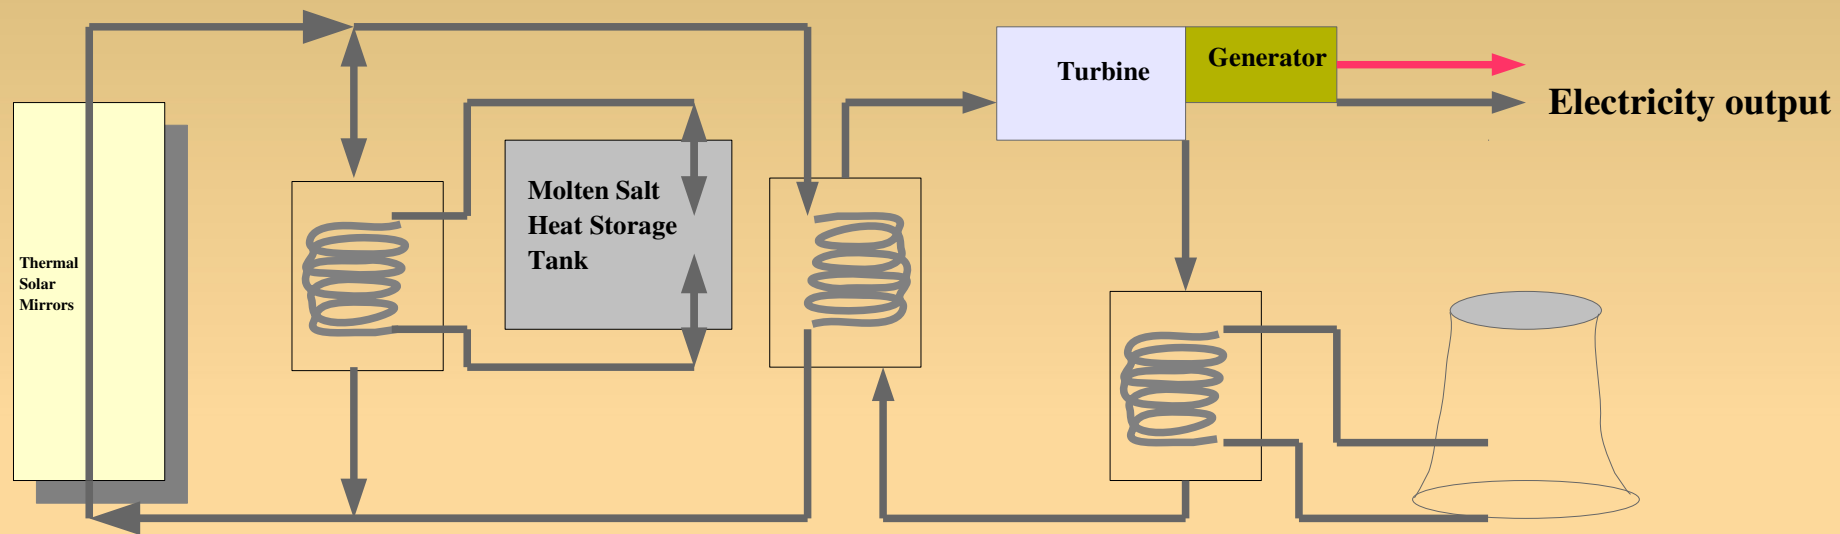 Thermal
Solar
Mirrors
Molten Salt
Heat Storage
Tank
Turbine
Generator
Electricity output